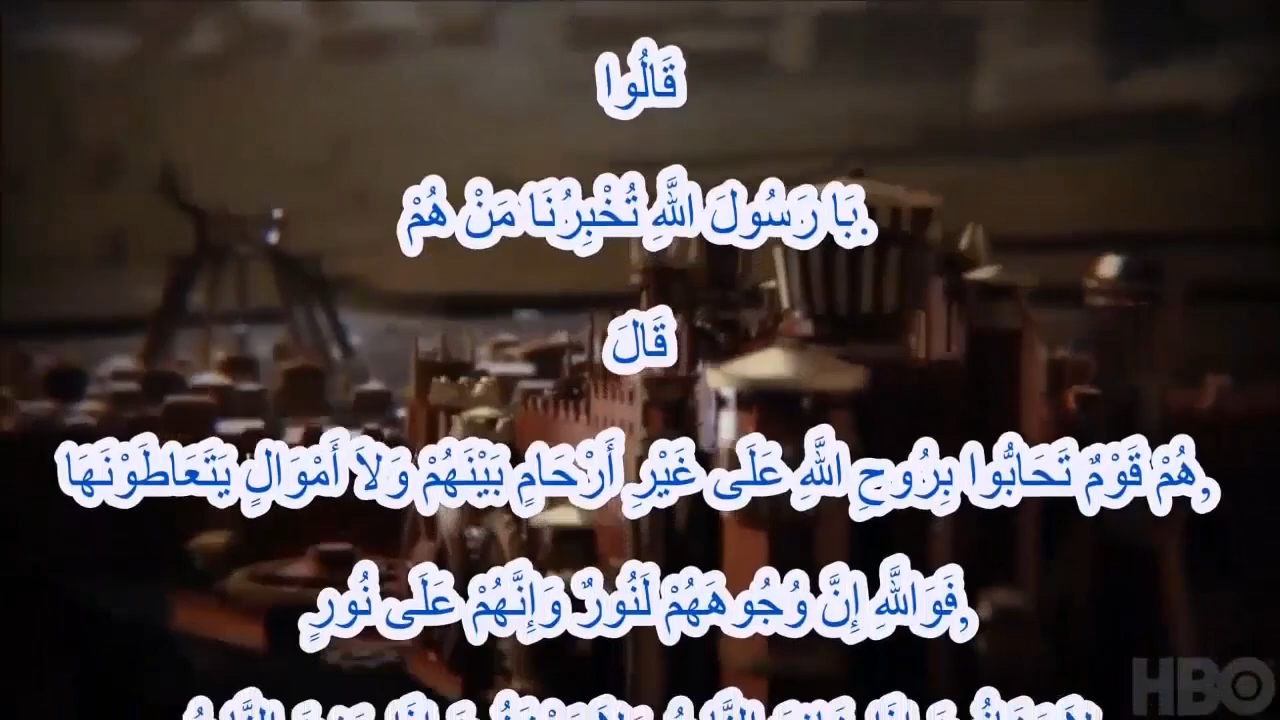 قَالُوا
يَا رَسُولَ اللَّهِ تُخْبِرُنَا مَنْ هُمْ.
قَالَ
هُمْ قَوْمٌ تَحَابُّوا بِرُوحِ اللَّهِ عَلَى غَيْرِ أَرْحَامٍ بَيْنَهُمْ وَلاَ أَمْوَالٍ يَتَعَاطَوْنَهَا,
فَوَاللَّهِ إِنَّ وُجُوهَهُمْ لَنُورٌ وَإِنَّهُمْ عَلَى نُورٍ,
HBO